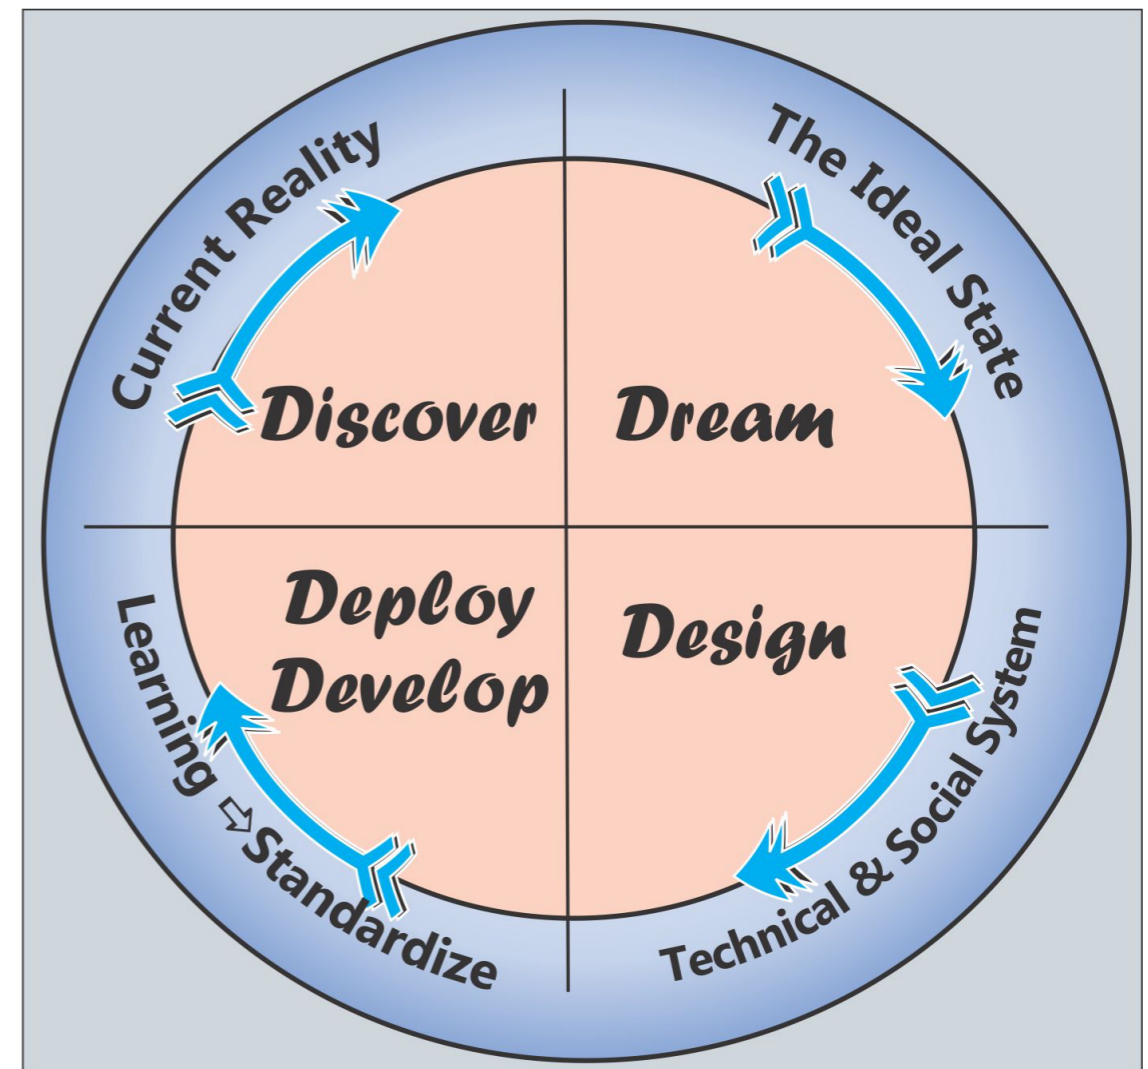 Current Reality
The Ideal State
Discover
Dream
Deploy
Develop
Design
Learning ⇨ Standardize
Technical & Social System